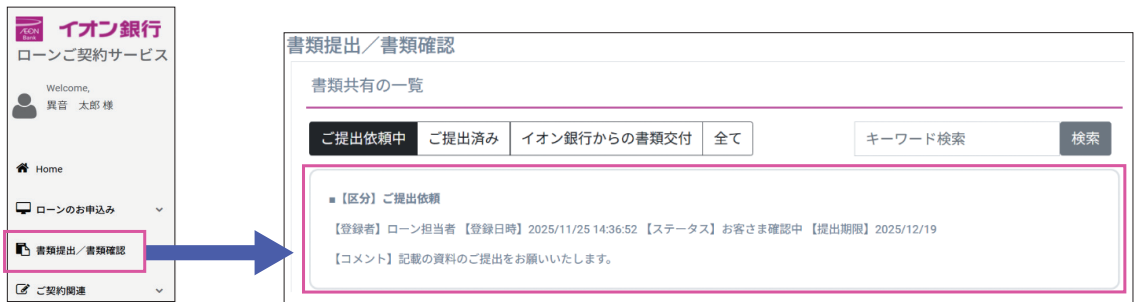 AEON
Bank
イオン銀行
ローンご契約サービス
Welcome,
異音 太郎 様
Home
ローンのお申込み
書類提出／書類確認
ご契約関連
書類提出／書類確認
書類共有の一覧
ご提出依頼中 ご提出済み イオン銀行からの書類交付 全て キーワード検索 検索
■【区分】ご提出依頼
【登録者】ローン担当者 【登録日時】2025/11/25 14:36:52 【ステータス】お客さま確認中 【提出期限】2025/12/19
【コメント】記載の資料のご提出をお願いいたします。